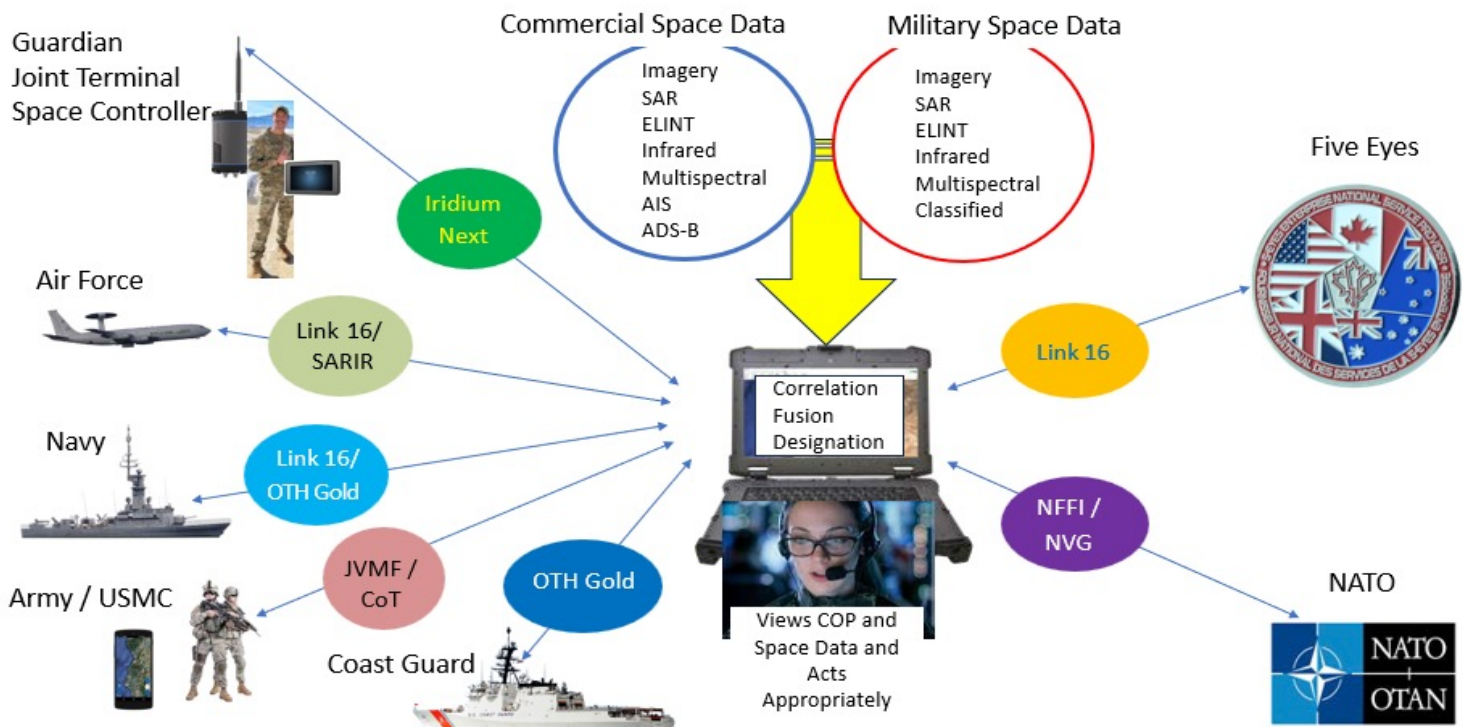 Guardian
Joint Terminal
Space Controller
Commercial Space Data
Imagery
SAR
ELINT
Infrared
Multispectral
AIS
ADS-B
Military Space Data
Imagery
SAR
ELINT
Infrared
Multispectral
Classified
Iridium
Next
Air Force
Link 16/
SARIR
Navy
Link 16/
OTH Gold
Army / USMC
JVMF /
CoT
Coast Guard
OTH Gold
U.S. COAST GUARD
Correlation
Fusion
Designation
Views COP and
Space Data and
Acts
Appropriately
Five Eyes
Link 16
NFFI /
NVG
NATO
NATO
OTAN